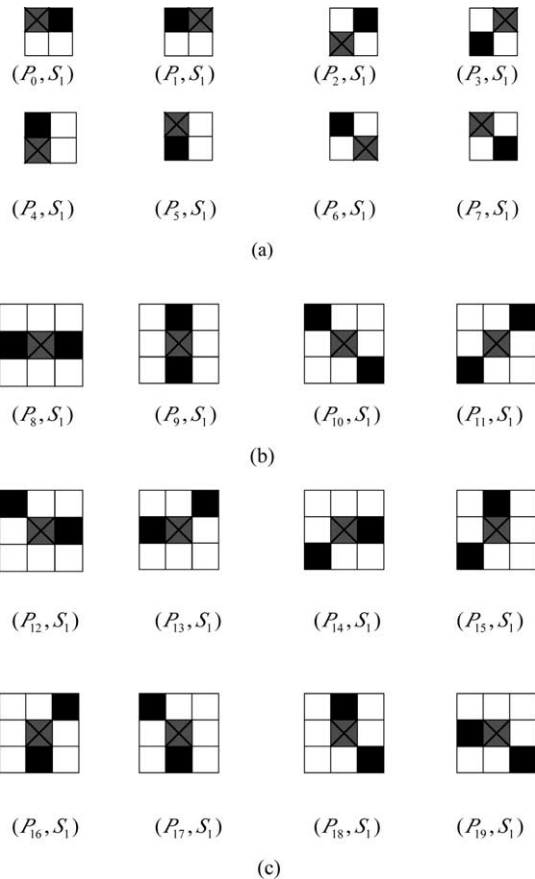 (P0, S1) (P1, S1) (P2, S1) (P3, S1)
(P4, S1) (P5, S1) (P6, S1) (P7, S1)
(a)
(P8, S1) (P9, S1) (P10, S1) (P11, S1)
(b)
(P12, S1) (P13, S1) (P14, S1) (P15, S1)
(P16, S1) (P17, S1) (P18, S1) (P19, S1)
(c)